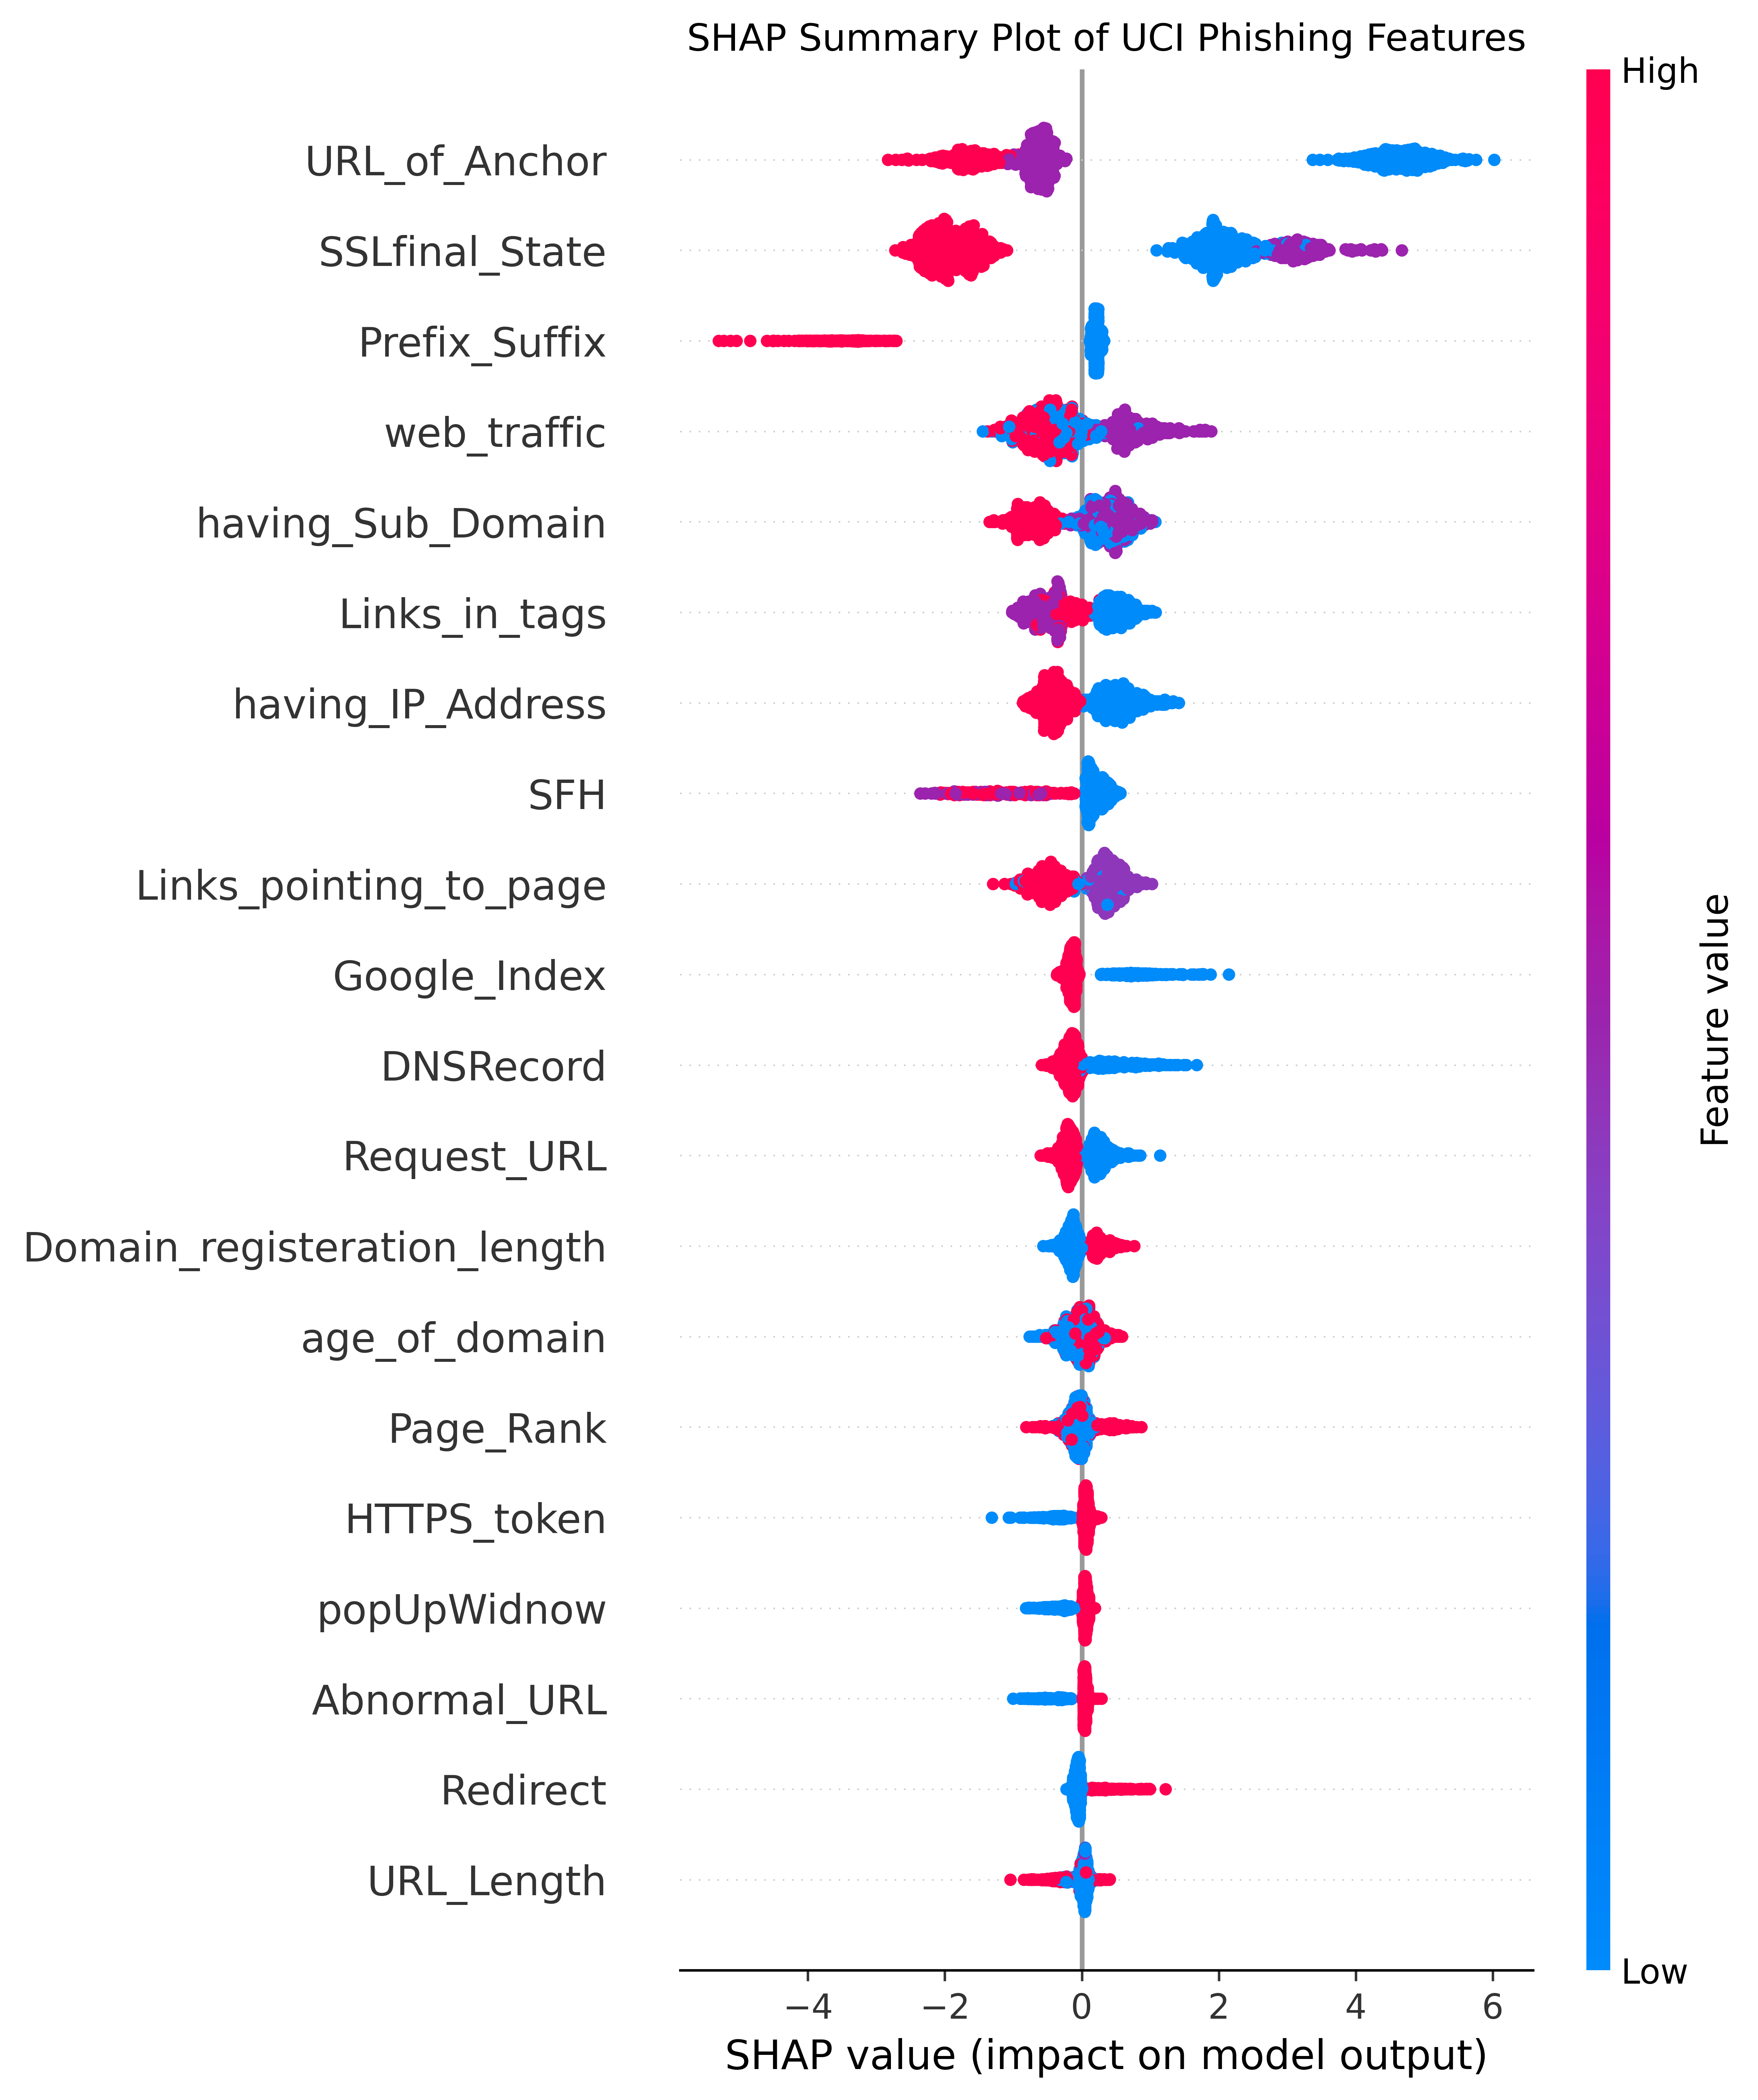 SHAP Summary Plot of UCI Phishing Features
High
URL_of_Anchor
SSLfinal_State
Prefix_Suffix
web_traffic
having_Sub_Domain
Links_in_tags
having_IP_Address
SFH
Links_pointing_to_page
Google_Index
DNSRecord
Request_URL
Domain_registeration_length
age_of_domain
Page_Rank
HTTPS_token
popUpWidnow
Abnormal_URL
Redirect
URL_Length
Feature value
Low
−4 −2 0 2 4 6
SHAP value (impact on model output)